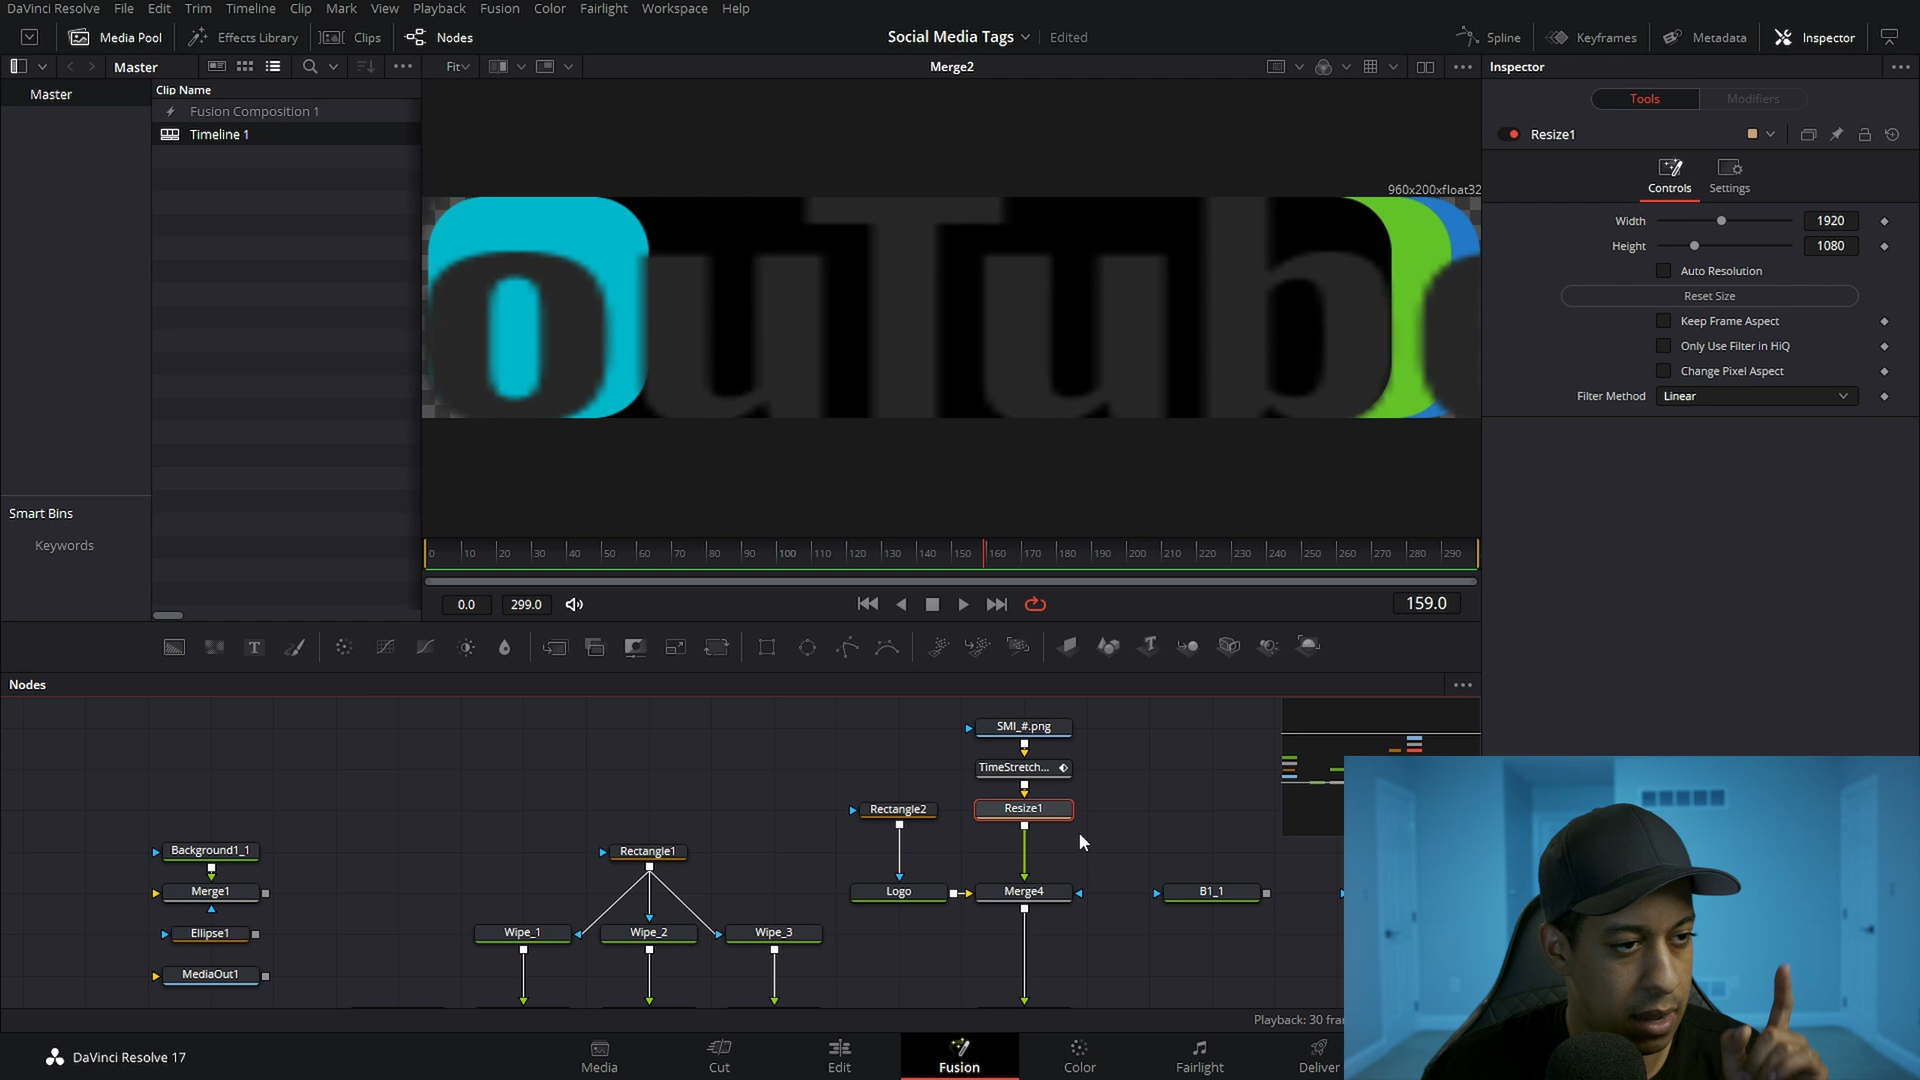 DaVinci Resolve File Edit Trim Timeline Clip Mark View Playback Fusion Color Fairlight Workspace Help
Media Pool Effects Library Clips Nodes Social Media Tags Edited Spline Keyframes Metadata Inspector
Master Fit Merge2 Inspector
Master
Clip Name
Fusion Composition 1
Timeline 1
Tools Modifiers
Resize1
Controls Settings
960x200xfloat32
Width 1920
Height 1080
Auto Resolution
Reset Size
Keep Frame Aspect
Only Use Filter in HiQ
Change Pixel Aspect
Filter Method Linear
ouTube
Smart Bins
Keywords
0 10 20 30 40 50 60 70 80 90 100 110 120 130 140 150 160 170 180 190 200 210 220 230 240 250 260 270 280 290
0.0 299.0 159.0
Nodes
SMI_#.png
TimeStretch...
Rectangle2 Resize1
Background1_1 Rectangle1
Merge1 Logo Merge4 B1_1
Ellipse1 Wipe_1 Wipe_2 Wipe_3
MediaOut1
Playback: 30 fra
DaVinci Resolve 17 Media Cut Edit Fusion Color Fairlight Deliver